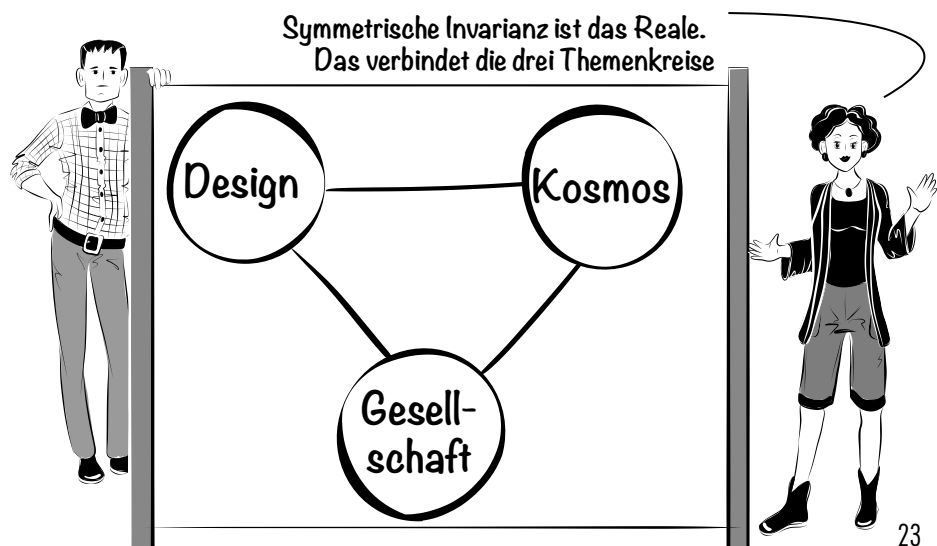 Symmetrische Invarianz ist das Reale.
Das verbindet die drei Themenkreise
Design
Kosmos
Gesell-
schaft
23